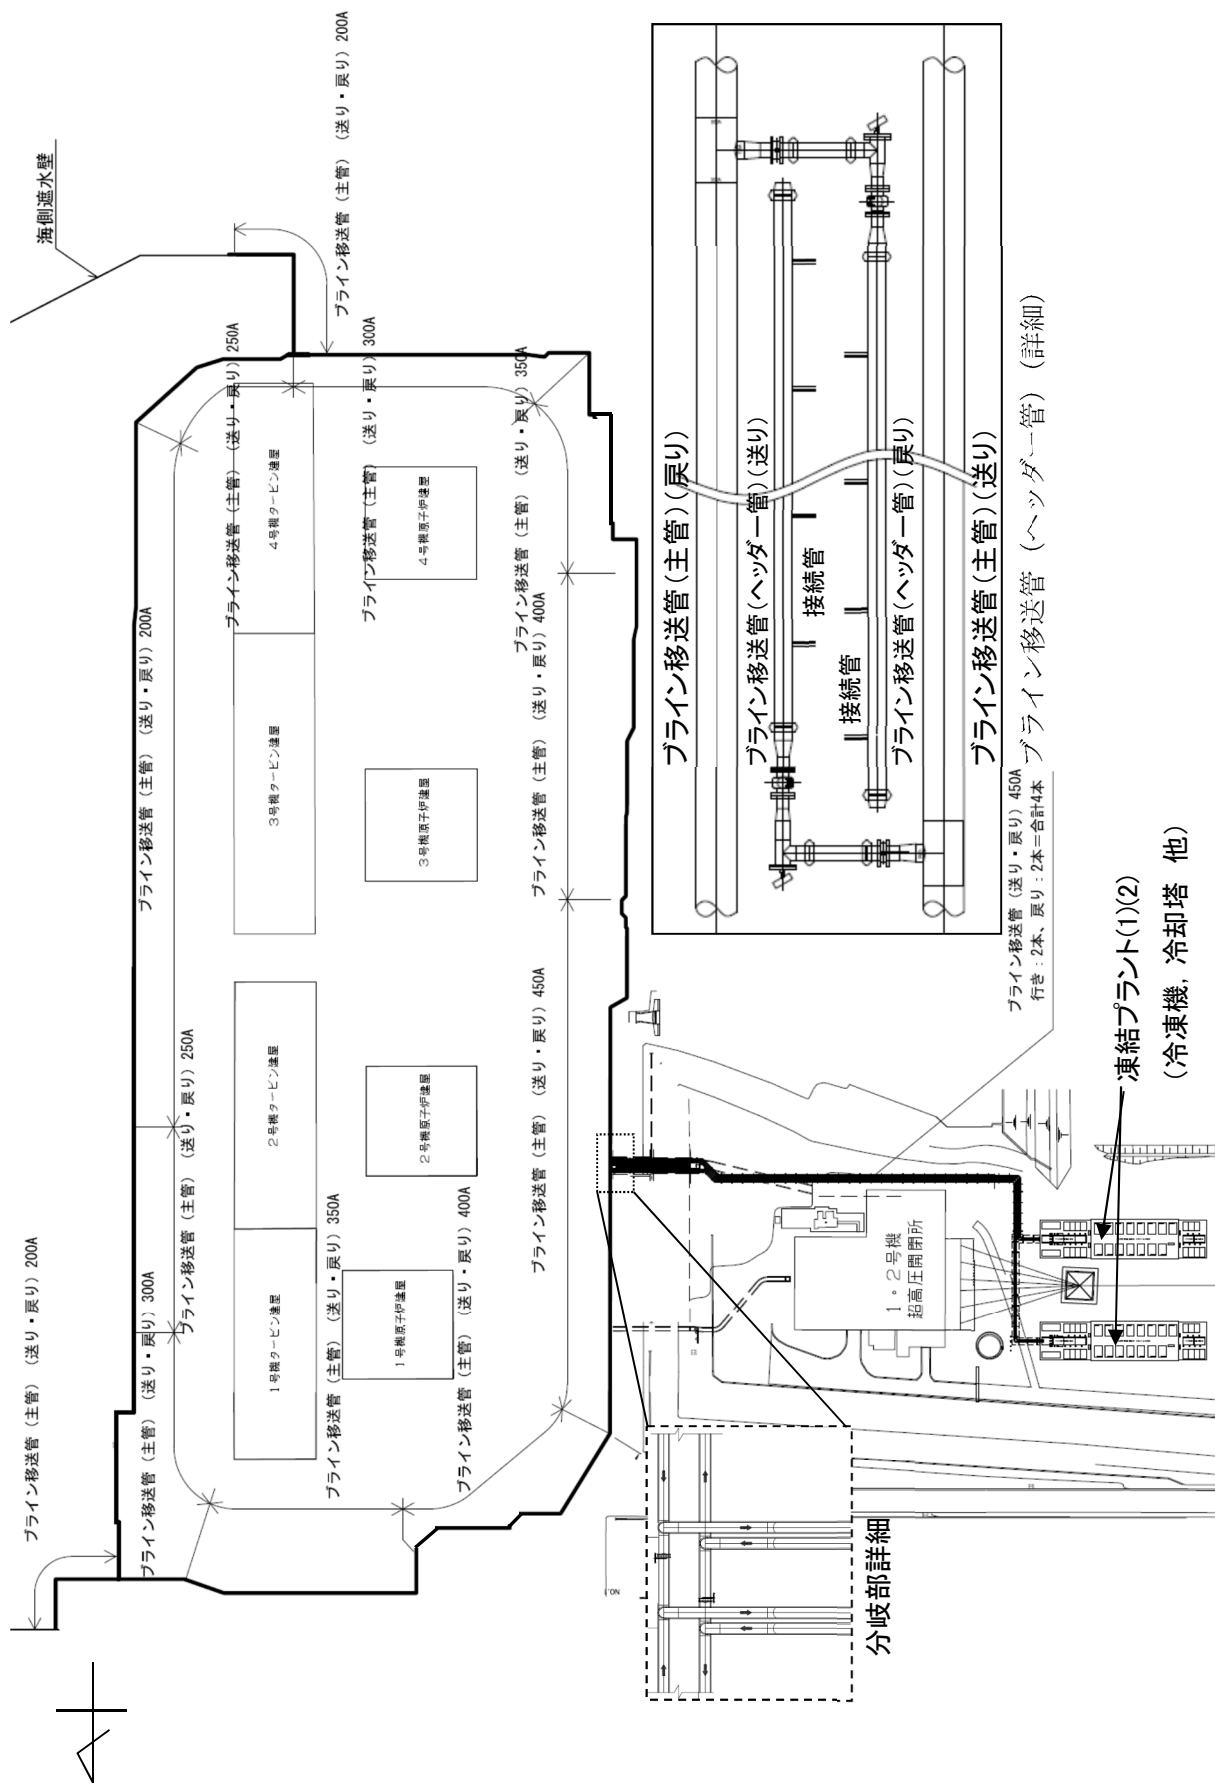 海側遮水壁
ブライン移送管（主管）（送り・戻り）200A
ブライン移送管（主管）（送り・戻り）200A
ブライン移送管（主管）（送り・戻り）300A
ブライン移送管（主管）（送り・戻り）250A
ブライン移送管（主管）（送り・戻り）200A
ブライン移送管（主管）（送り・戻り）250A
ブライン移送管（主管）（送り・戻り）300A
ブライン移送管（主管）（送り・戻り）350A
ブライン移送管（主管）（送り・戻り）400A
ブライン移送管（主管）（送り・戻り）450A
ブライン移送管（主管）（送り・戻り）350A
ブライン移送管（主管）（送り・戻り）400A
1号機タービン建屋
2号機タービン建屋
3号機タービン建屋
4号機タービン建屋
1号機原子炉建屋
2号機原子炉建屋
3号機原子炉建屋
4号機原子炉建屋
ブライン移送管（主管）（戻り）
ブライン移送管（ヘッダー管）（送り）
接続管
接続管
ブライン移送管（ヘッダー管）（戻り）
ブライン移送管（主管）（送り）
ブライン移送管（ヘッダー管）（詳細）
ブライン移送管（送り・戻り）450A
行き：2本、戻り：2本＝合計4本
凍結プラント(1)(2)
（冷凍機，冷却塔　他）
1・2号機
超高圧開閉所
分岐部詳細
NO.1